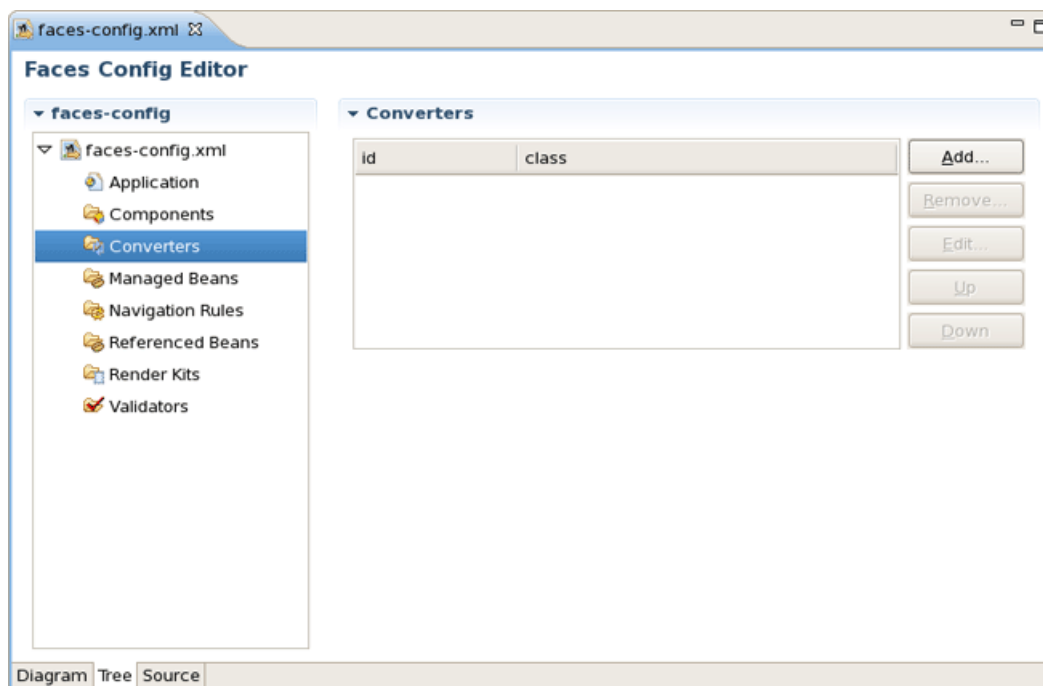 faces-config.xml
Faces Config Editor
faces-config
faces-config.xml
Application
Components
Converters
Managed Beans
Navigation Rules
Referenced Beans
Render Kits
Validators
Converters
id class
Add...
Remove...
Edit...
Up
Down
Diagram Tree Source